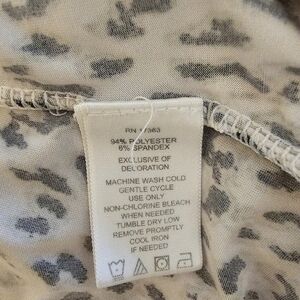 RN
94% POLYESTER
6% SPANDEX
EXCLUSIVE OF
DECORATION
MACHINE WASH COLD
GENTLE CYCLE
USE ONLY
NON-CHLORINE BLEACH
WHEN NEEDED
TUMBLE DRY LOW
REMOVE PROMPTLY
COOL IRON
IF NEEDED